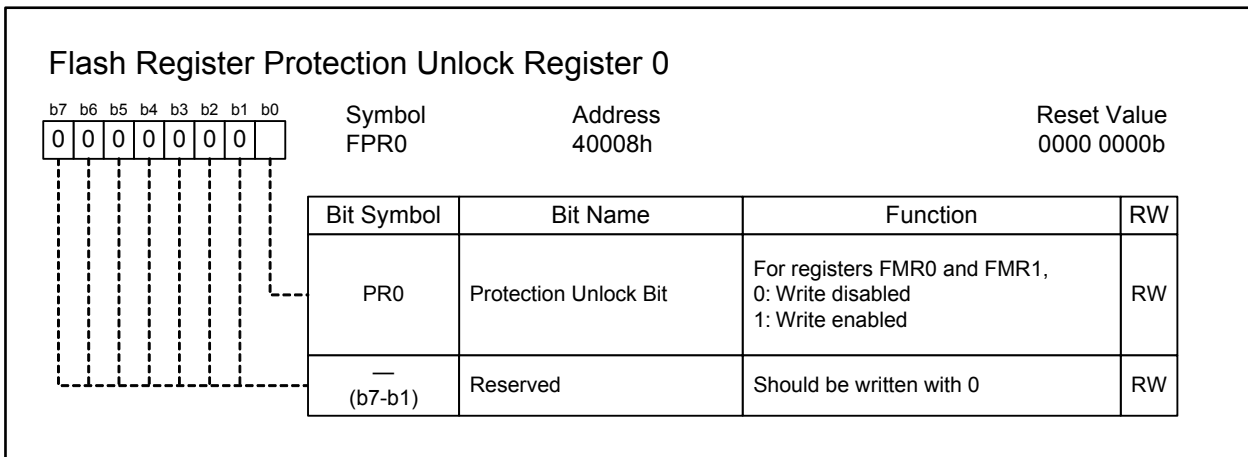 Flash Register Protection Unlock Register 0
b7 b6 b5 b4 b3 b2 b1 b0
0 0 0 0 0 0 0
Symbol Address Reset Value
FPR0 40008h 0000 0000b
Bit Symbol Bit Name Function RW
PR0 Protection Unlock Bit For registers FMR0 and FMR1,
0: Write disabled
1: Write enabled RW
—
(b7-b1) Reserved Should be written with 0 RW